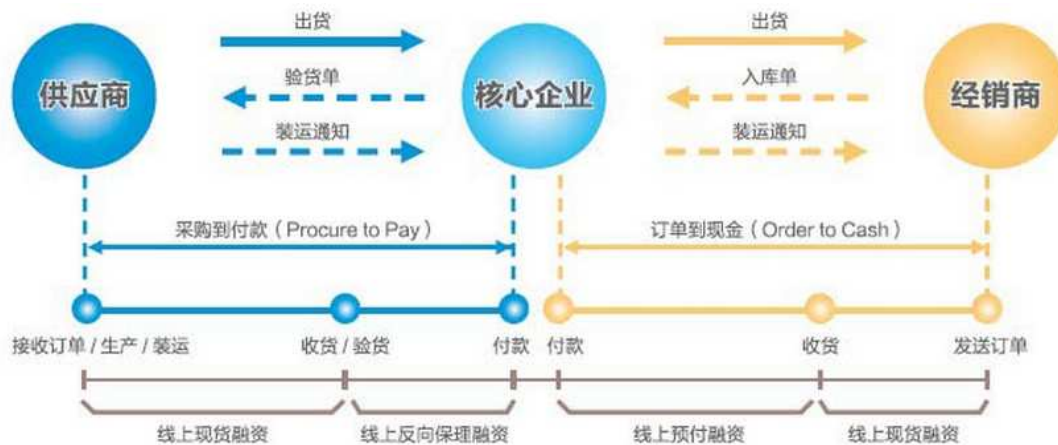 出货
出货
供应商
验货单
核心企业
入库单
经销商
装运通知
装运通知
采购到付款（Procure to Pay）
订单到现金（Order to Cash）
接收订单 / 生产 / 装运
收货 / 验货
付款
付款
收货
发送订单
线上现货融资
线上反向保理融资
线上预付融资
线上现货融资